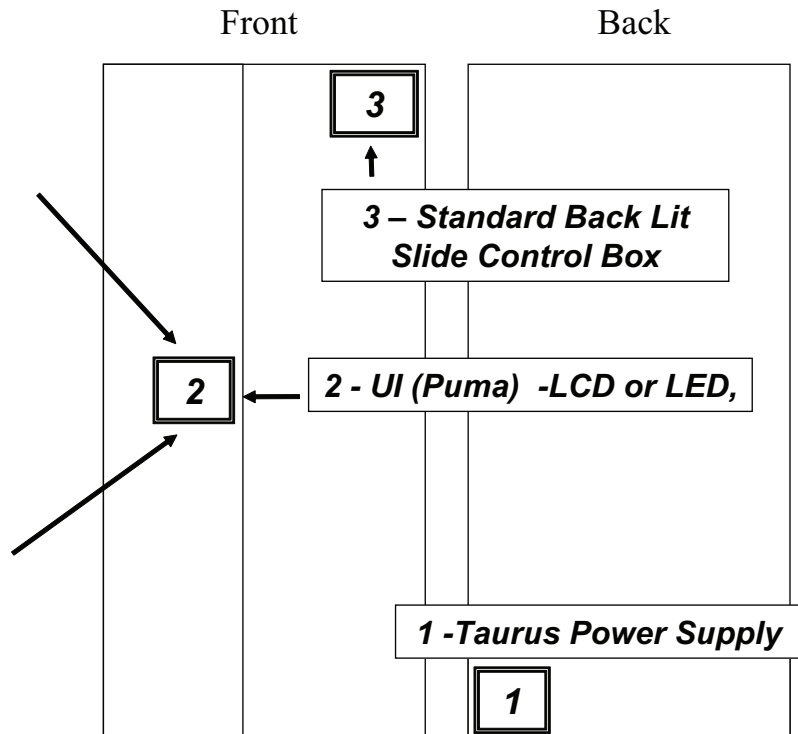 Front
Back
3
3 – Standard Back Lit
Slide Control Box
2
2 - UI (Puma) -LCD or LED,
1 -Taurus Power Supply
1